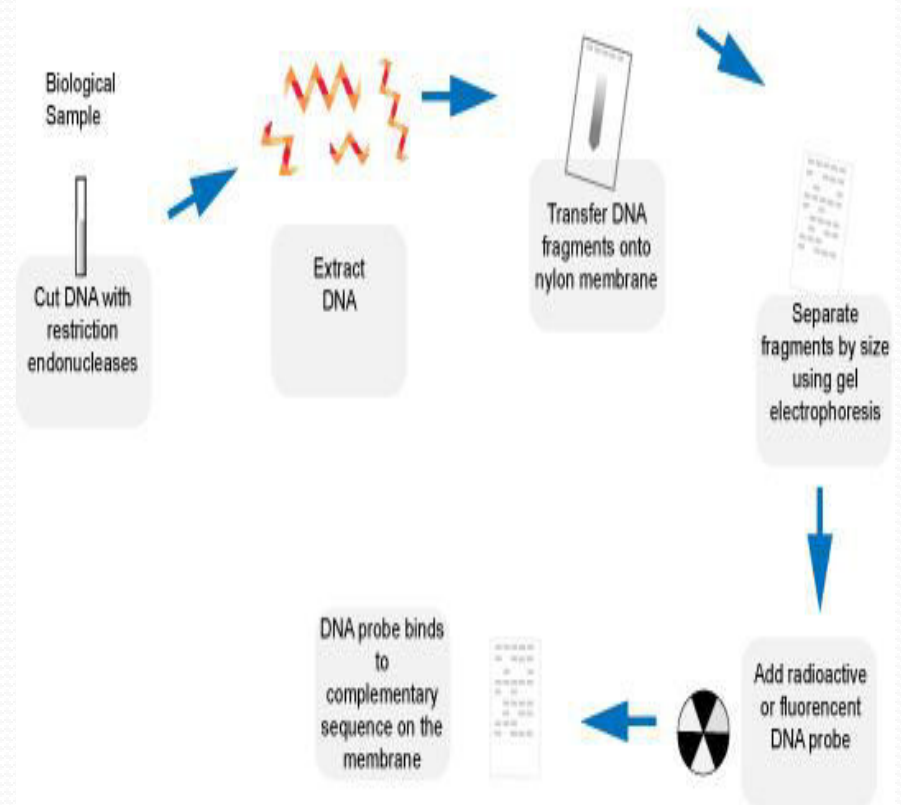 Biological
Sample
Cut DNA with
restriction
endonucleases
Extract
DNA
Transfer DNA
fragments onto
nylon membrane
Separate
fragments by size
using gel
electrophoresis
Add radioactive
or fluorencent
DNA probe
DNA probe binds
to
complementary
sequence on the
membrane